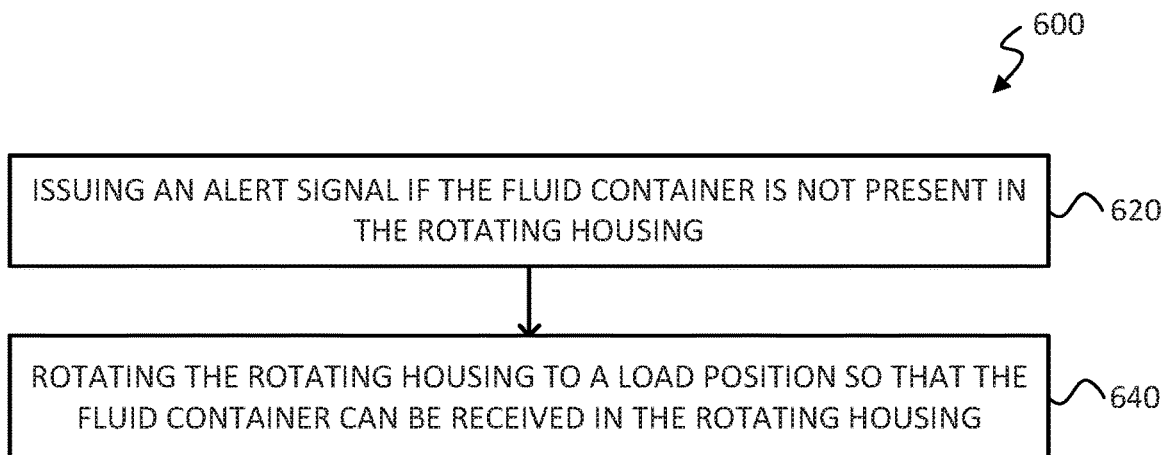 600
ISSUING AN ALERT SIGNAL IF THE FLUID CONTAINER IS NOT PRESENT IN
THE ROTATING HOUSING
620
ROTATING THE ROTATING HOUSING TO A LOAD POSITION SO THAT THE
FLUID CONTAINER CAN BE RECEIVED IN THE ROTATING HOUSING
640